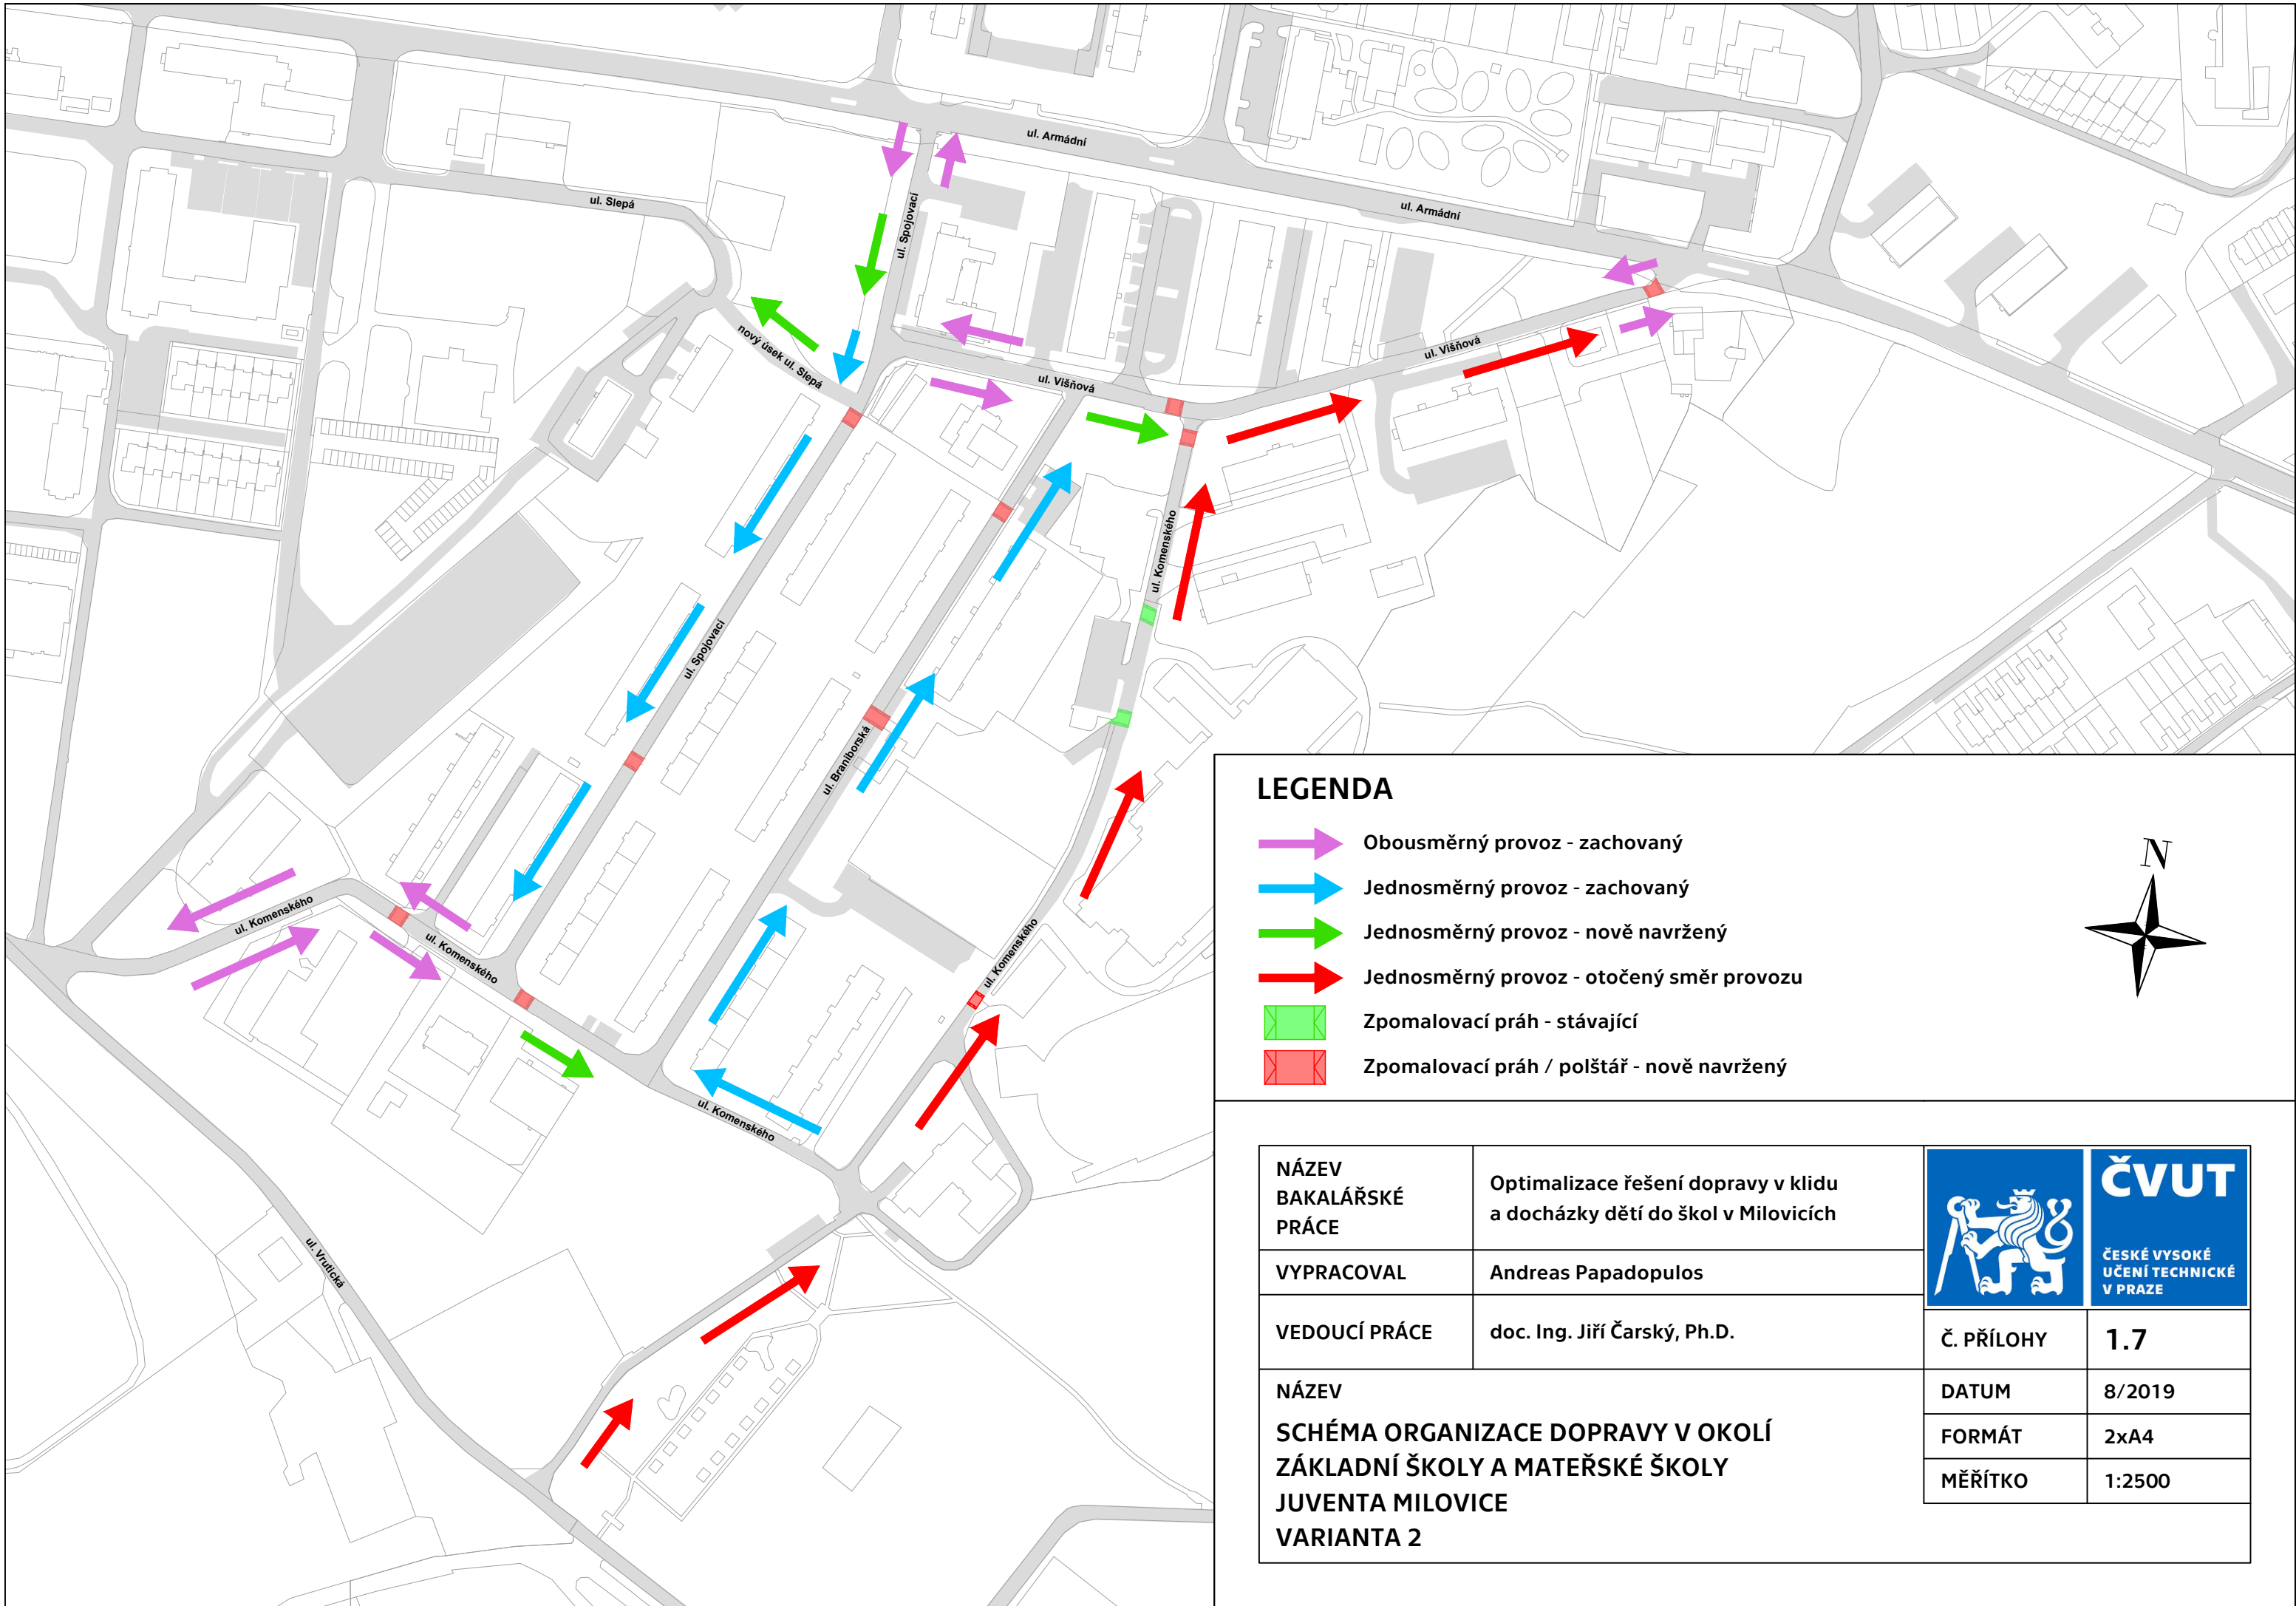 ul. Armádní
ul. Slepá
ul. Armádní
ul. Spojovací
nový úsek ul. Slepá
ul. Višňová
ul. Višňová
ul. Komenského
ul. Spojovací
ul. Braniborská
ul. Komenského
ul. Komenského
ul. Komenského
ul. Komenského
ul. Vrutická
LEGENDA
Obousměrný provoz - zachovaný
Jednosměrný provoz - zachovaný
Jednosměrný provoz - nově navržený
Jednosměrný provoz - otočený směr provozu
Zpomalovací práh - stávající
Zpomalovací práh / polštář - nově navržený
N
NÁZEV
BAKALÁŘSKÉ
PRÁCE
Optimalizace řešení dopravy v klidu
a docházky dětí do škol v Milovicích
VYPRACOVAL
Andreas Papadopulos
VEDOUCÍ PRÁCE
doc. Ing. Jiří Čarský, Ph.D.
ČVUT
ČESKÉ VYSOKÉ
UČENÍ TECHNICKÉ
V PRAZE
Č. PŘÍLOHY
1.7
NÁZEV
SCHÉMA ORGANIZACE DOPRAVY V OKOLÍ
ZÁKLADNÍ ŠKOLY A MATEŘSKÉ ŠKOLY
JUVENTA MILOVICE
VARIANTA 2
DATUM
8/2019
FORMÁT
2xA4
MĚŘÍTKO
1:2500